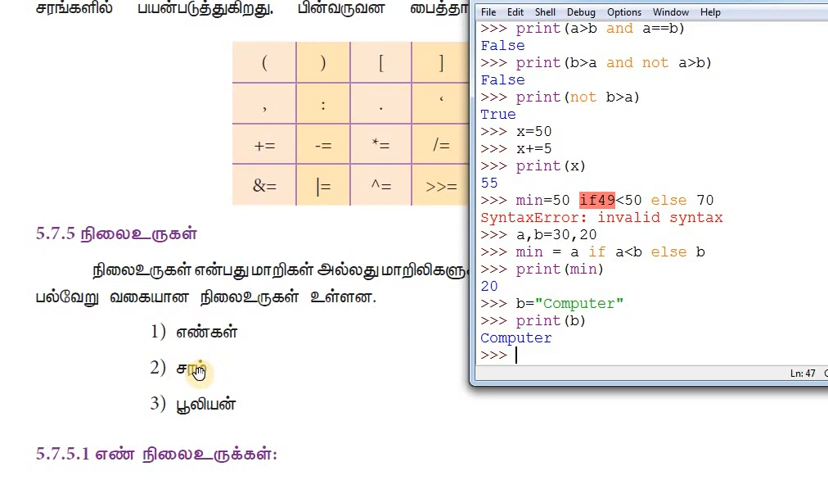 சரங்களில் பயன்படுத்துகிறது. பின்வருவன
( ) [ ]
, : . ‘
+= -= *= /=
&= |= ^= >>=
5.7.5 நிலைஉருகள்
நிலைஉருகள் என்பது மாறிகள் அல்லது
பல்வேறு வகையான நிலைஉருகள் உள்ளன.
1) எண்கள்
2) சரம்
3) பூலியன்
5.7.5.1 எண் நிலைஉருக்கள்:
File Edit Shell Debug Options Window Help
>>> print(a>b and a==b)
False
>>> print(b>a and not a>b)
False
>>> print(not b>a)
True
>>> x=50
>>> x+=5
>>> print(x)
55
>>> min=50 if49<50 else 70
SyntaxError: invalid syntax
>>> a,b=30,20
>>> min = a if a<b else b
>>> print(min)
20
>>> b="Computer"
>>> print(b)
Computer
>>>
Ln: 47